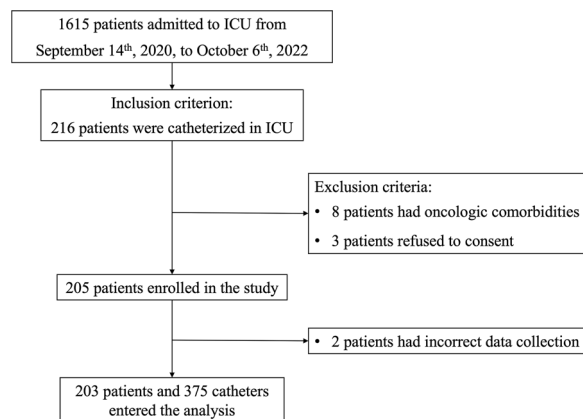 1615 patients admitted to ICU from
September 14th, 2020, to October 6th, 2022
Inclusion criterion:
216 patients were catheterized in ICU
Exclusion criteria:
• 8 patients had oncologic comorbidities
• 3 patients refused to consent
205 patients enrolled in the study
• 2 patients had incorrect data collection
203 patients and 375 catheters
entered the analysis